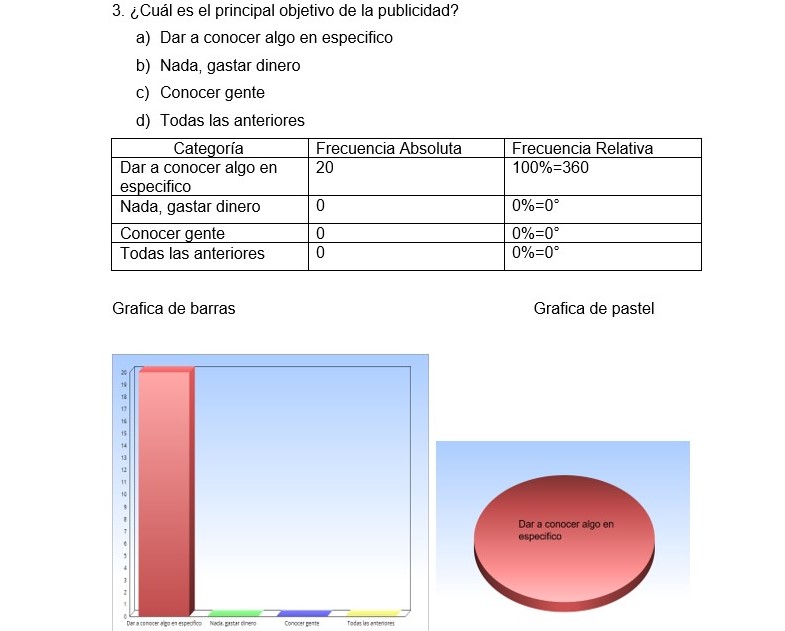 3. ¿Cuál es el principal objetivo de la publicidad?
a) Dar a conocer algo en especifico
b) Nada, gastar dinero
c) Conocer gente
d) Todas las anteriores
Categoría Frecuencia Absoluta Frecuencia Relativa
Dar a conocer algo en 20 100%=360
especifico
Nada, gastar dinero 0 0%=0°
Conocer gente 0 0%=0°
Todas las anteriores 0 0%=0°
Grafica de barras Grafica de pastel
20
19
18
17
16
15
14
13
12
11
10
9
8
7
6
5
4
3
2
1
0
Dar a conocer algo en especifico Nada, gastar dinero Conocer gente Todas las anteriores
Dar a conocer algo en
especifico